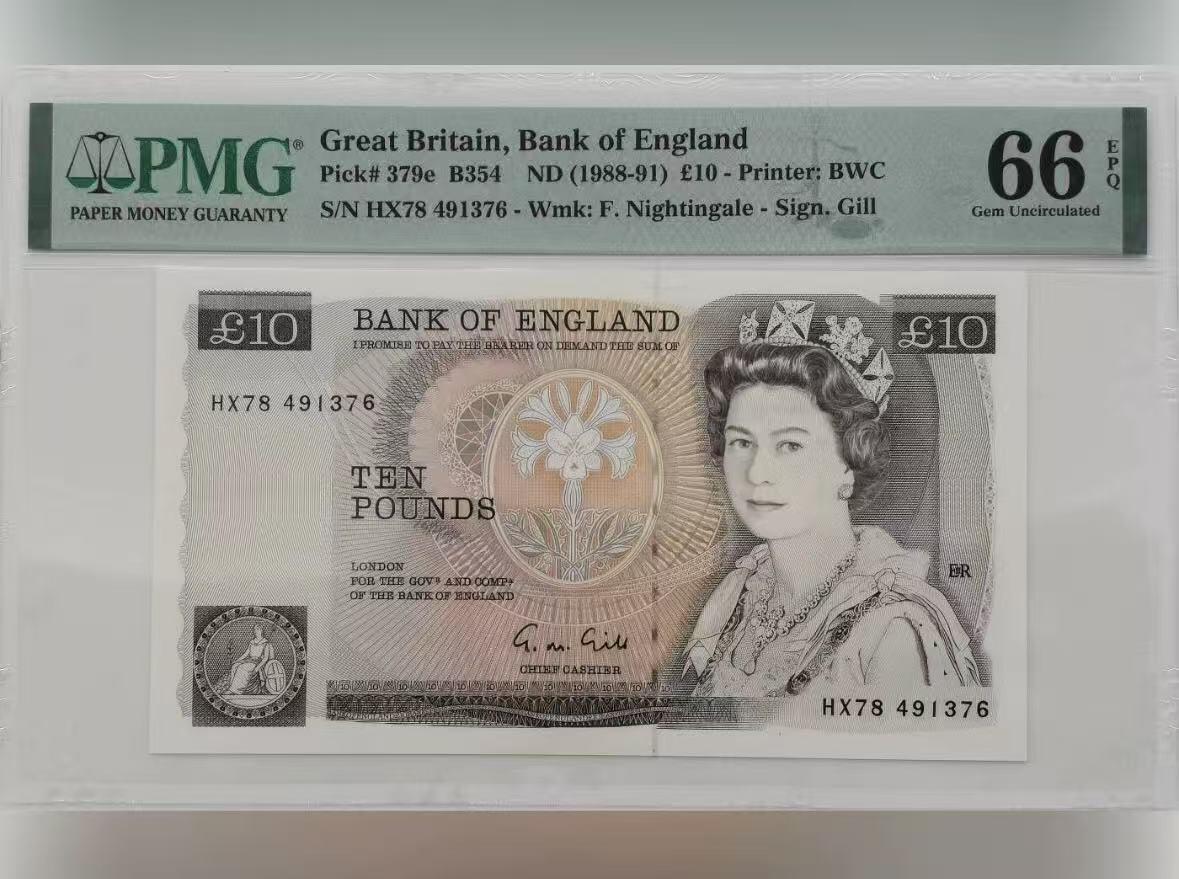 PMG®
PAPER MONEY GUARANTY
Great Britain, Bank of England
Pick# 379e B354 ND (1988-91) £10 - Printer: BWC
S/N HX78 491376 - Wmk: F. Nightingale - Sign. Gill
66 EPQ
Gem Uncirculated
£10
BANK OF ENGLAND
£10
I PROMISE TO PAY THE BEARER ON DEMAND THE SUM OF
HX78 491376
TEN
POUNDS
LONDON
FOR THE GOVR AND COMPA
OF THE BANK OF ENGLAND
EIIR
G. M. Gill
CHIEF CASHIER
HX78 491376